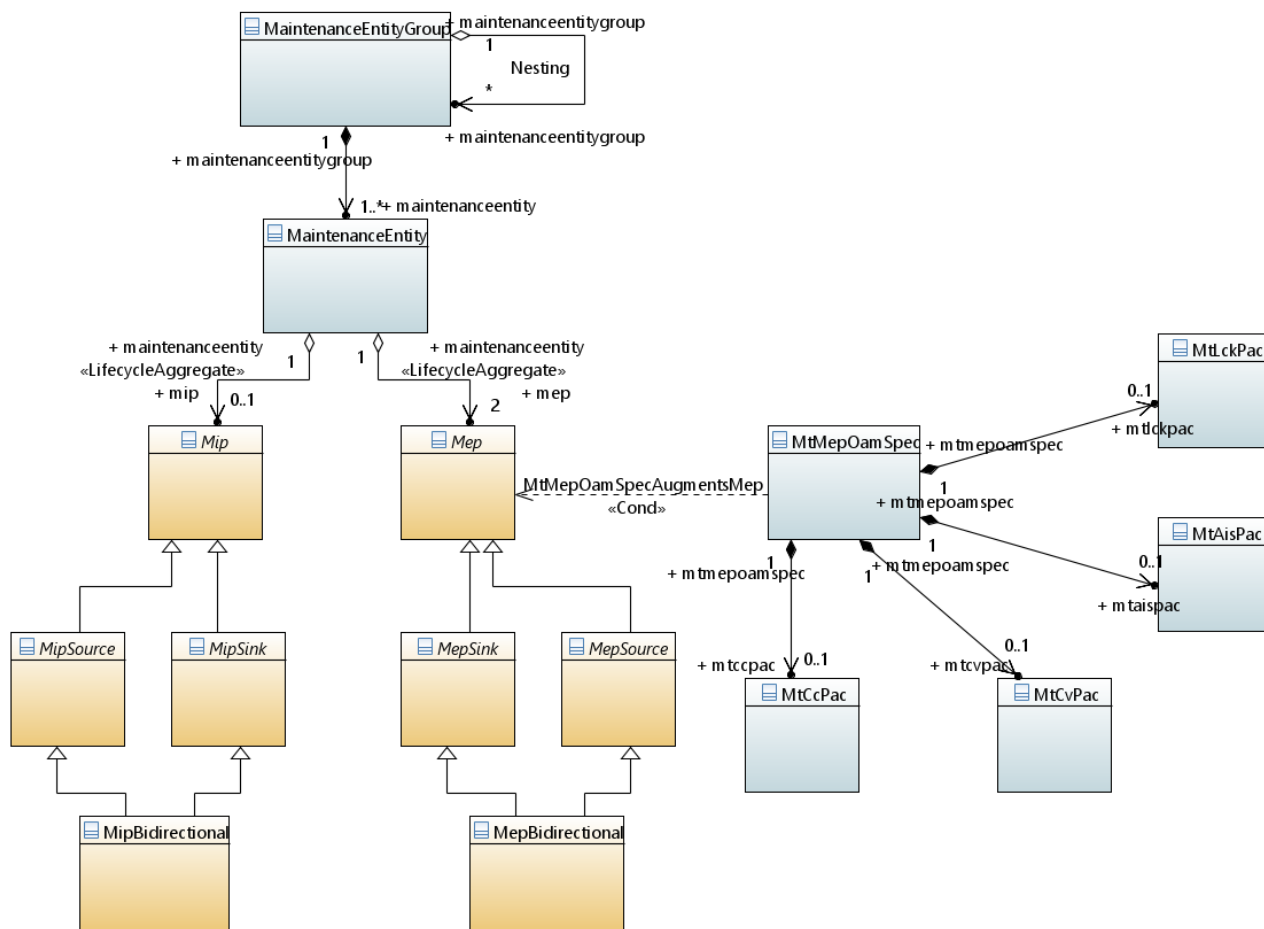 MaintenanceEntityGroup
+ maintenanceentitygroup
1
Nesting
*
+ maintenanceentitygroup
1
+ maintenanceentitygroup
1..*
+ maintenanceentity
MaintenanceEntity
+ maintenanceentity
1
«LifecycleAggregate»
+ mip
0..1
1
+ maintenanceentity
«LifecycleAggregate»
+ mep
2
Mip
Mep
MtMepOamSpec
MtLckPac
0..1
+ mtlckpac
+ mtmepoamspec
1
MtMepOamSpecAugmentsMep
«Cond»
+ mtmepoamspec
1
MtAisPac
0..1
+ mtaispac
1
+ mtmepoamspec
1
+ mtmepoamspec
MipSource
MipSink
MepSink
MepSource
+ mtccpac
0..1
+ mtcvpac
0..1
MtCcPac
MtCvPac
MipBidirectional
MepBidirectional